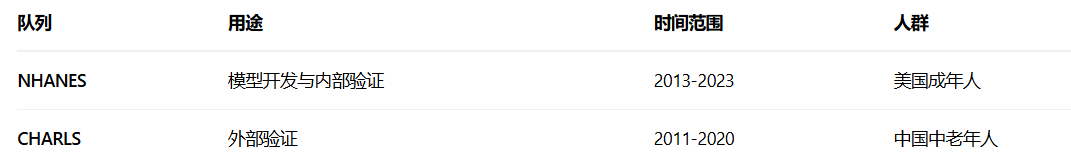 队列 用途 时间范围 人群
NHANES 模型开发与内部验证 2013-2023 美国成年人
CHARLS 外部验证 2011-2020 中国中老年人